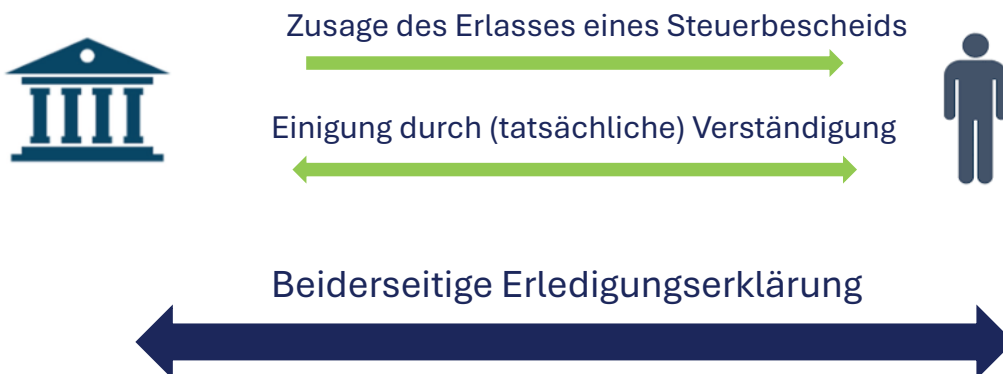 Zusage des Erlasses eines Steuerbescheids
Einigung durch (tatsächliche) Verständigung
Beiderseitige Erledigungserklärung